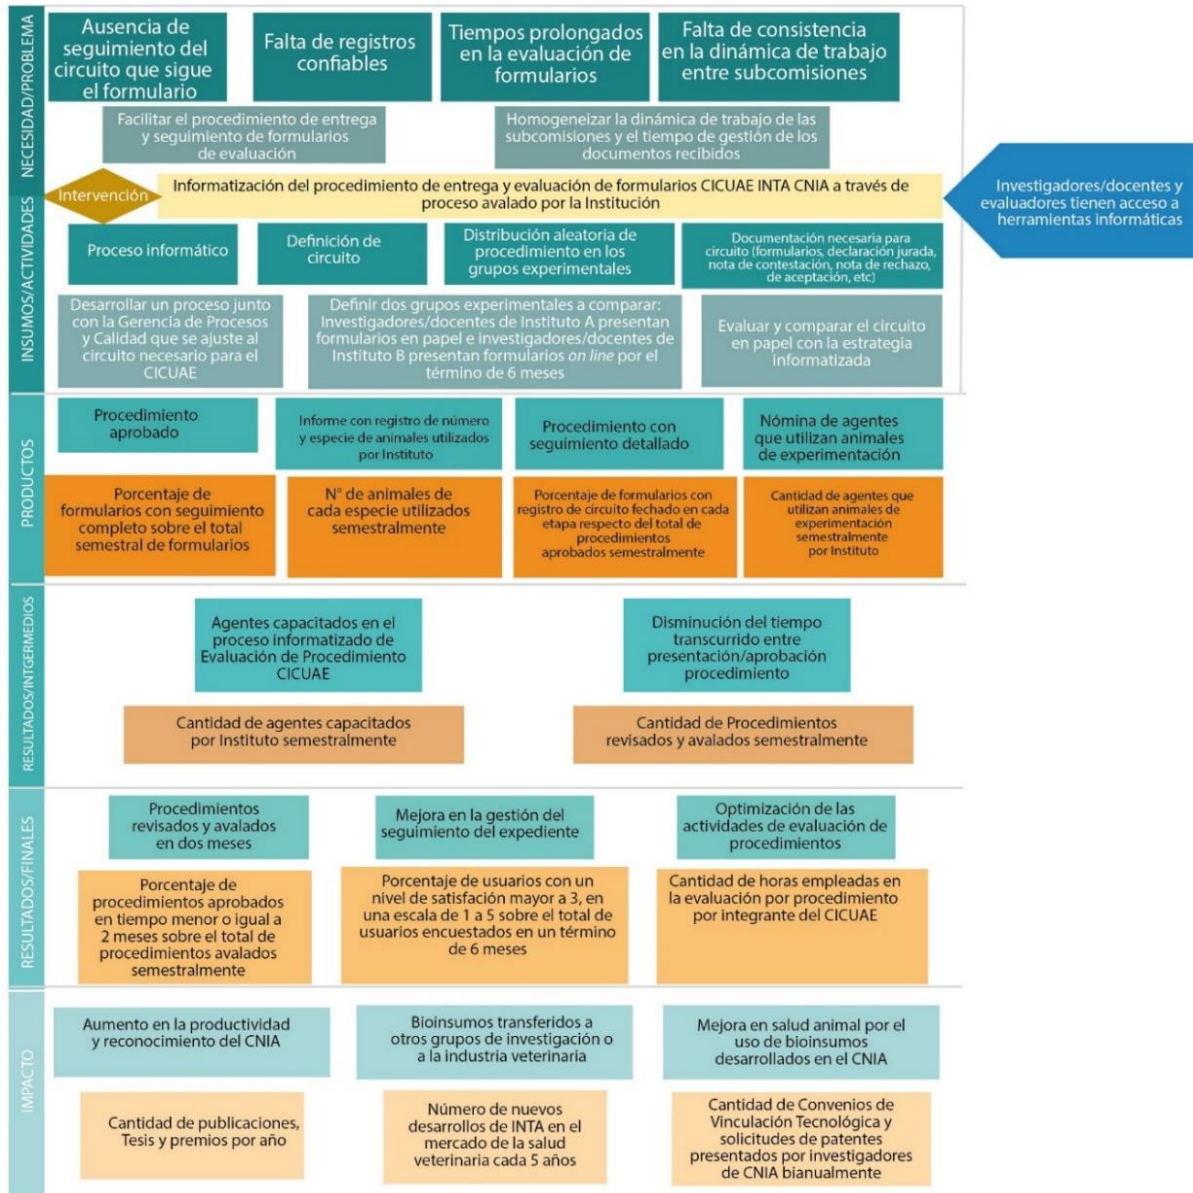 NECESIDAD/PROBLEMA
Ausencia de
seguimiento del
circuito que sigue
el formulario
Falta de registros
confiables
Tiempos prolongados
en la evaluación de
formularios
Falta de consistencia
en la dinámica de trabajo
entre subcomisiones
Facilitar el procedimiento de entrega
y seguimiento de formularios
de evaluación
Homogeneizar la dinámica de trabajo de las
subcomisiones y el tiempo de gestión de los
documentos recibidos
Intervención
Informatización del procedimiento de entrega y evaluación de formularios CICUAE INTA CNIA a través de
proceso avalado por la Institución
Investigadores/docentes y
evaluadores tienen acceso a
herramientas informáticas
INSUMOS/ACTIVIDADES
Proceso informático
Definición de
circuito
Distribución aleatoria de
procedimiento en los
grupos experimentales
Documentación necesaria para
circuito (formularios, declaración jurada,
nota de contestación, nota de rechazo,
de aceptación, etc)
Desarrollar un proceso junto
con la Gerencia de Procesos
y Calidad que se ajuste al
circuito necesario para el
CICUAE
Definir dos grupos experimentales a comparar:
Investigadores/docentes de Instituto A presentan
formularios en papel e investigadores/docentes de
Instituto B presentan formularios on line por el
término de 6 meses
Evaluar y comparar el circuito
en papel con la estrategia
informatizada
PRODUCTOS
Procedimiento
aprobado
Informe con registro de número
y especie de animales utilizados
por Instituto
Procedimiento con
seguimiento detallado
Nómina de agentes
que utilizan animales
de experimentación
Porcentaje de
formularios con seguimiento
completo sobre el total
semestral de formularios
N° de animales de
cada especie utilizados
semestralmente
Porcentaje de formularios con
registro de circuito fechado en cada
etapa respecto del total de
procedimientos
aprobados semestralmente
Cantidad de agentes que
utilizan animales de
experimentación
semestralmente
por Instituto
RESULTADOS/INTGERMEDIOS
Agentes capacitados en el
proceso informatizado de
Evaluación de Procedimiento
CICUAE
Disminución del tiempo
transcurrido entre
presentación/aprobación
procedimiento
Cantidad de agentes capacitados
por Instituto semestralmente
Cantidad de Procedimientos
revisados y avalados semestralmente
RESULTADOS/FINALES
Procedimientos
revisados y avalados
en dos meses
Mejora en la gestión del
seguimiento del expediente
Optimización de las
actividades de evaluación de
procedimientos
Porcentaje de
procedimientos aprobados
en tiempo menor o igual a
2 meses sobre el total de
procedimientos avalados
semestralmente
Porcentaje de usuarios con un
nivel de satisfacción mayor a 3, en
una escala de 1 a 5 sobre el total de
usuarios encuestados en un término
de 6 meses
Cantidad de horas empleadas en
la evaluación por procedimiento
por integrante del CICUAE
IMPACTO
Aumento en la productividad
y reconocimiento del CNIA
Bioinsumos transferidos a
otros grupos de investigación o
a la industria veterinaria
Mejora en salud animal por el
uso de bioinsumos
desarrollados en el CNIA
Cantidad de publicaciones,
Tesis y premios por año
Número de nuevos
desarrollos de INTA en el
mercado de la salud
veterinaria cada 5 años
Cantidad de Convenios de
Vinculación Tecnológica y
solicitudes de patentes
presentados por investigadores
de CNIA bianualmente